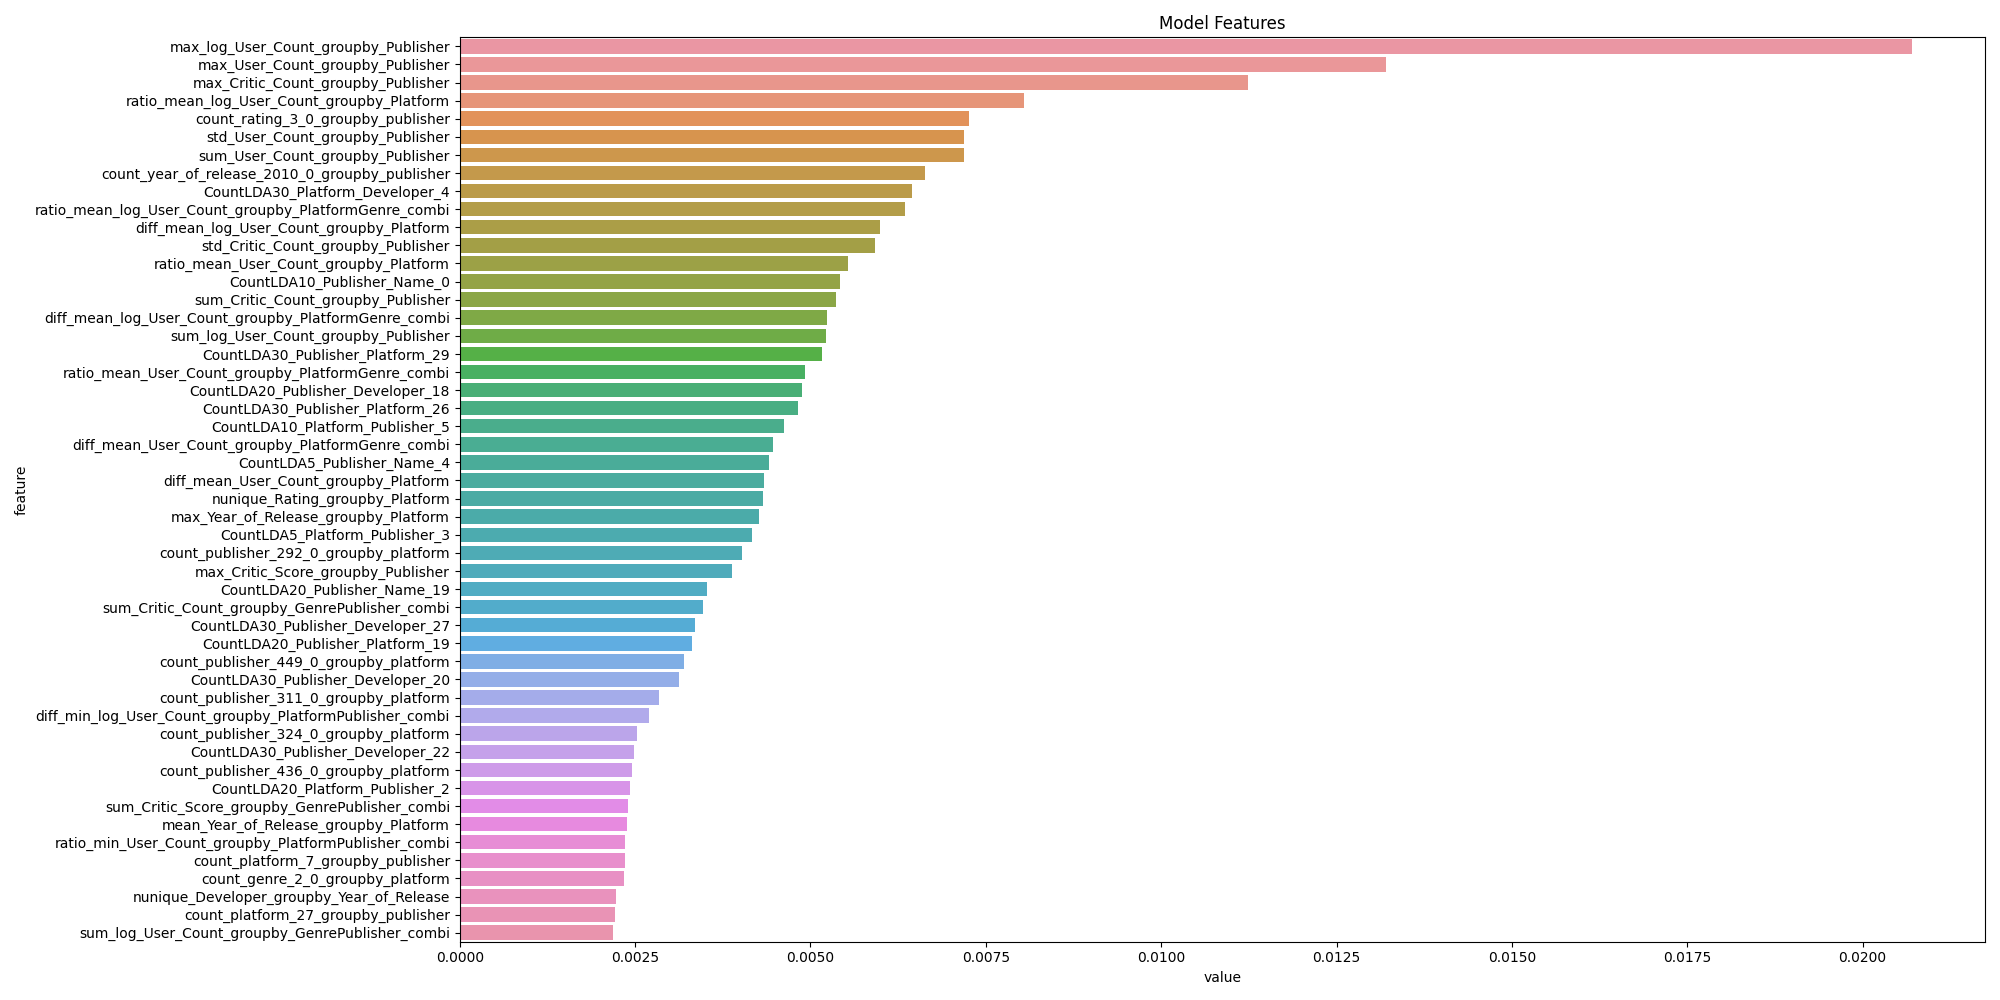 Model Features
max_log_User_Count_groupby_Publisher
max_User_Count_groupby_Publisher
max_Critic_Count_groupby_Publisher
ratio_mean_log_User_Count_groupby_Platform
count_rating_3_0_groupby_publisher
std_User_Count_groupby_Publisher
sum_User_Count_groupby_Publisher
count_year_of_release_2010_0_groupby_publisher
CountLDA30_Platform_Developer_4
ratio_mean_log_User_Count_groupby_PlatformGenre_combi
diff_mean_log_User_Count_groupby_Platform
std_Critic_Count_groupby_Publisher
ratio_mean_User_Count_groupby_Platform
CountLDA10_Publisher_Name_0
sum_Critic_Count_groupby_Publisher
diff_mean_log_User_Count_groupby_PlatformGenre_combi
sum_log_User_Count_groupby_Publisher
CountLDA30_Publisher_Platform_29
ratio_mean_User_Count_groupby_PlatformGenre_combi
CountLDA20_Publisher_Developer_18
CountLDA30_Publisher_Platform_26
CountLDA10_Platform_Publisher_5
diff_mean_User_Count_groupby_PlatformGenre_combi
CountLDA5_Publisher_Name_4
diff_mean_User_Count_groupby_Platform
nunique_Rating_groupby_Platform
max_Year_of_Release_groupby_Platform
CountLDA5_Platform_Publisher_3
count_publisher_292_0_groupby_platform
max_Critic_Score_groupby_Publisher
CountLDA20_Publisher_Name_19
sum_Critic_Count_groupby_GenrePublisher_combi
CountLDA30_Publisher_Developer_27
CountLDA20_Publisher_Platform_19
count_publisher_449_0_groupby_platform
CountLDA30_Publisher_Developer_20
count_publisher_311_0_groupby_platform
diff_min_log_User_Count_groupby_PlatformPublisher_combi
count_publisher_324_0_groupby_platform
CountLDA30_Publisher_Developer_22
count_publisher_436_0_groupby_platform
CountLDA20_Platform_Publisher_2
sum_Critic_Score_groupby_GenrePublisher_combi
mean_Year_of_Release_groupby_Platform
ratio_min_User_Count_groupby_PlatformPublisher_combi
count_platform_7_groupby_publisher
count_genre_2_0_groupby_platform
nunique_Developer_groupby_Year_of_Release
count_platform_27_groupby_publisher
sum_log_User_Count_groupby_GenrePublisher_combi
feature
0.0000 0.0025 0.0050 0.0075 0.0100 0.0125 0.0150 0.0175 0.0200
value